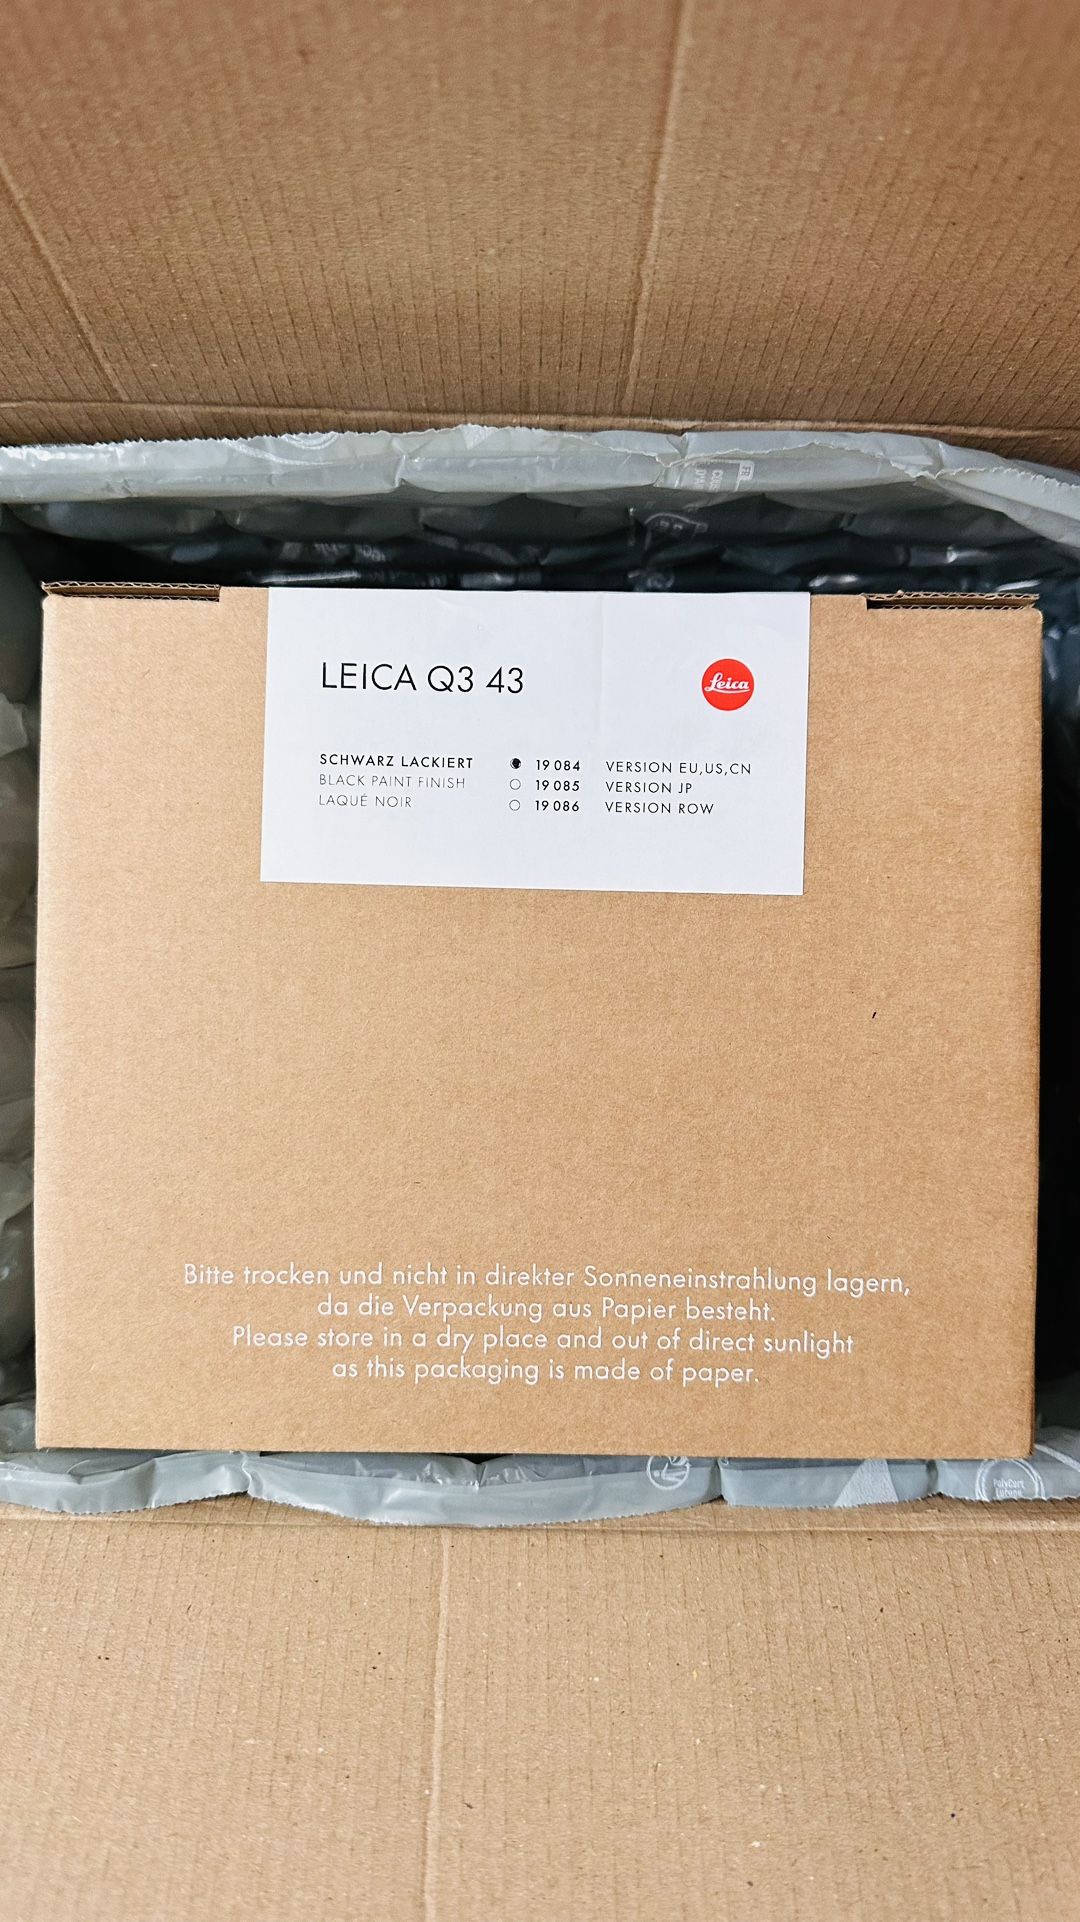 LEICA Q3 43
Leica
SCHWARZ LACKIERT 19 084 VERSION EU,US,CN
BLACK PAINT FINISH 19 085 VERSION JP
LAQUÉ NOIR 19 086 VERSION ROW
Bitte trocken und nicht in direkter Sonneneinstrahlung lagern,
da die Verpackung aus Papier besteht.
Please store in a dry place and out of direct sunlight
as this packaging is made of paper.
PolyCert
Europe